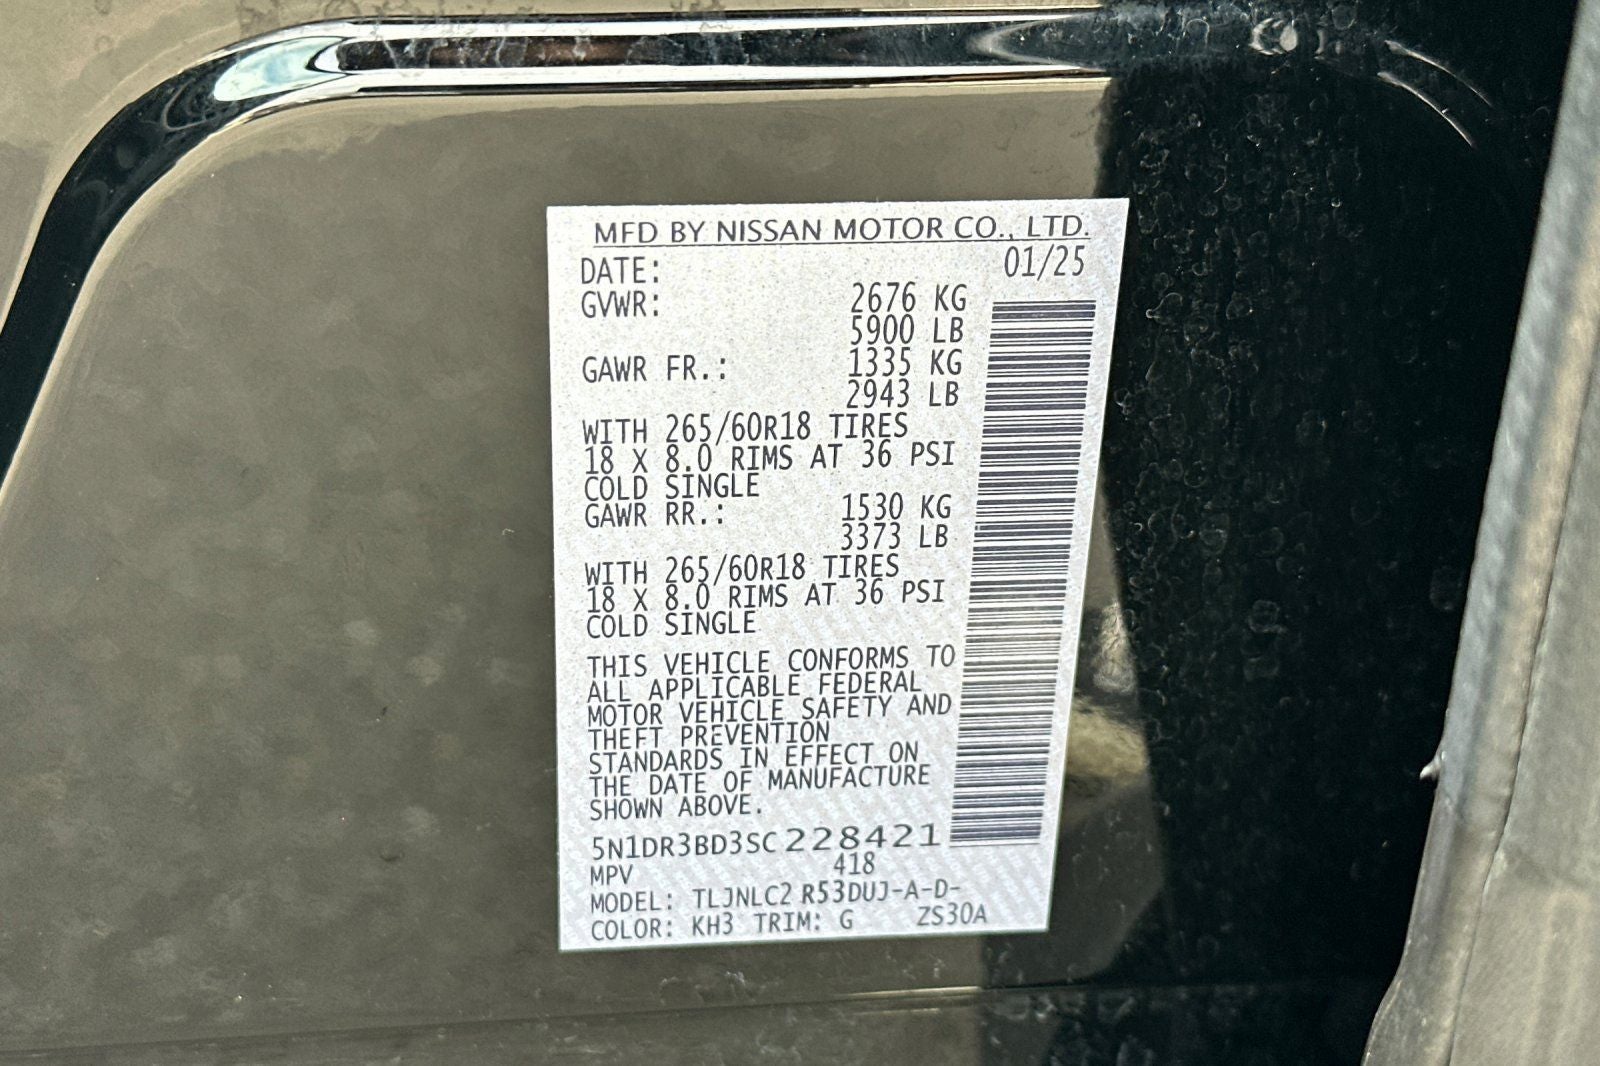 MFD BY NISSAN MOTOR CO., LTD.
DATE: 01/25
GVWR: 2676 KG
5900 LB
GAWR FR.: 1335 KG
2943 LB
WITH 265/60R18 TIRES
18 X 8.0 RIMS AT 36 PSI
COLD SINGLE
GAWR RR.: 1530 KG
3373 LB
WITH 265/60R18 TIRES
18 X 8.0 RIMS AT 36 PSI
COLD SINGLE
THIS VEHICLE CONFORMS TO
ALL APPLICABLE FEDERAL
MOTOR VEHICLE SAFETY AND
THEFT PREVENTION
STANDARDS IN EFFECT ON
THE DATE OF MANUFACTURE
SHOWN ABOVE.
5N1DR3BD3SC228421
MPV 418
MODEL: TLJNLC2 R53DUJ-A-D-
COLOR: KH3 TRIM: G ZS30A